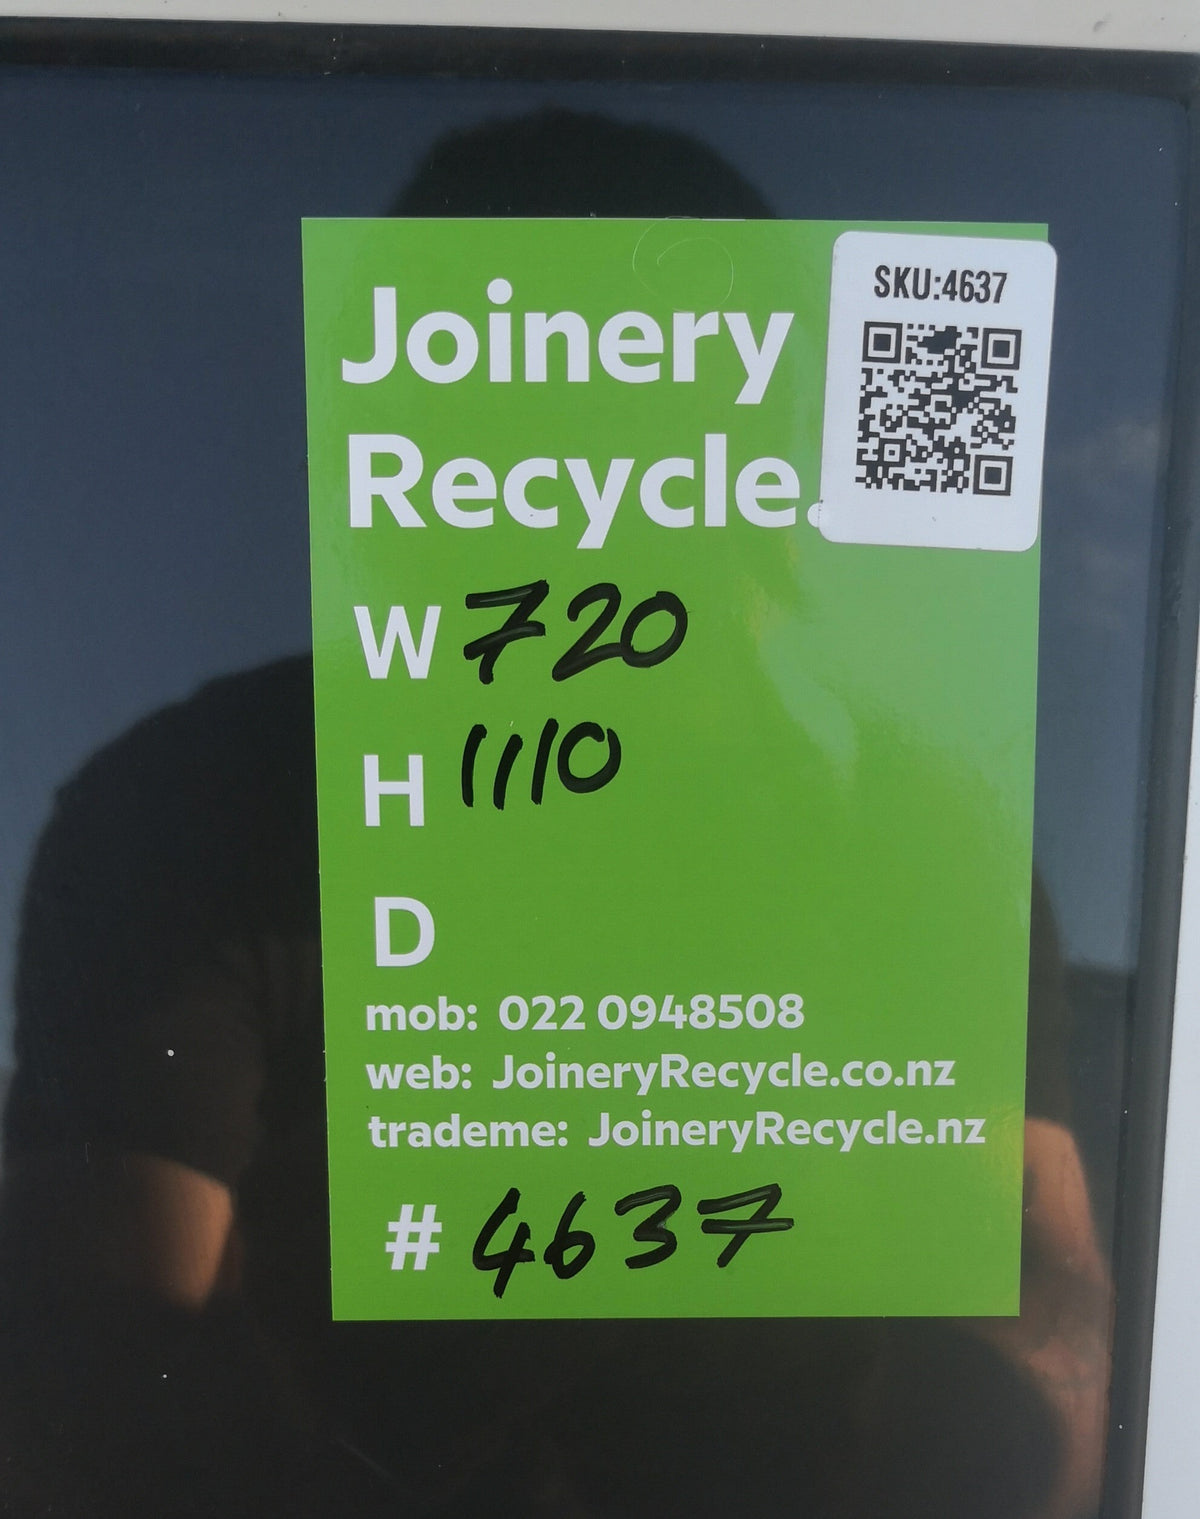 Joinery
Recycle.
SKU:4637
W 720
H 1110
D
mob: 022 0948508
web: JoineryRecycle.co.nz
trademe: JoineryRecycle.nz
# 4637